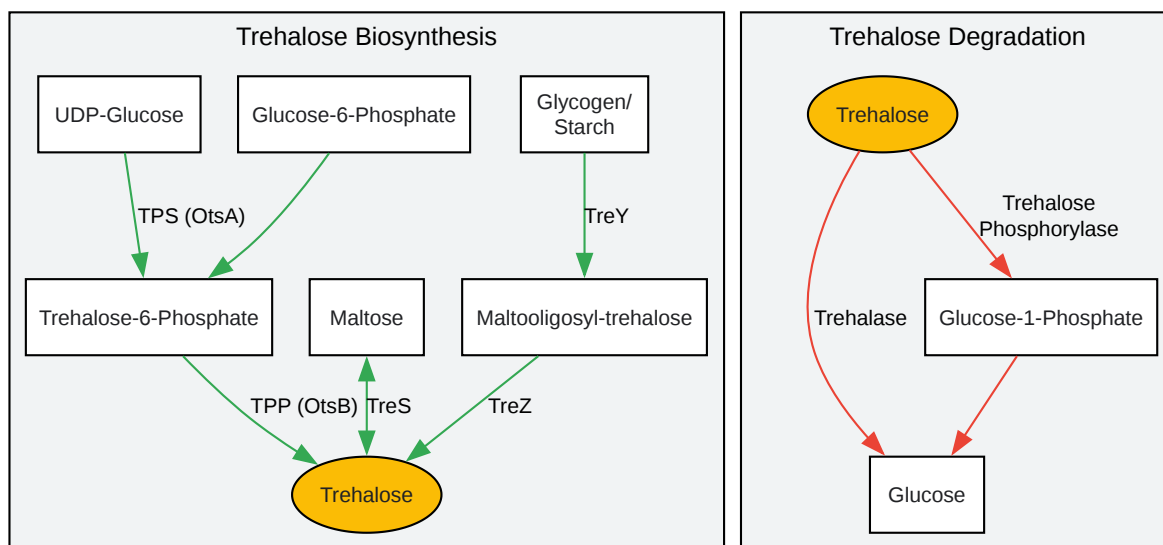 Trehalose Biosynthesis
UDP-Glucose
Glucose-6-Phosphate
Glycogen/
Starch
TPS (OtsA)
TreY
Trehalose-6-Phosphate
Maltose
Maltooligosyl-trehalose
TPP (OtsB)
TreS
TreZ
Trehalose
Trehalose Degradation
Trehalose
Trehalose
Phosphorylase
Trehalase
Glucose-1-Phosphate
Glucose